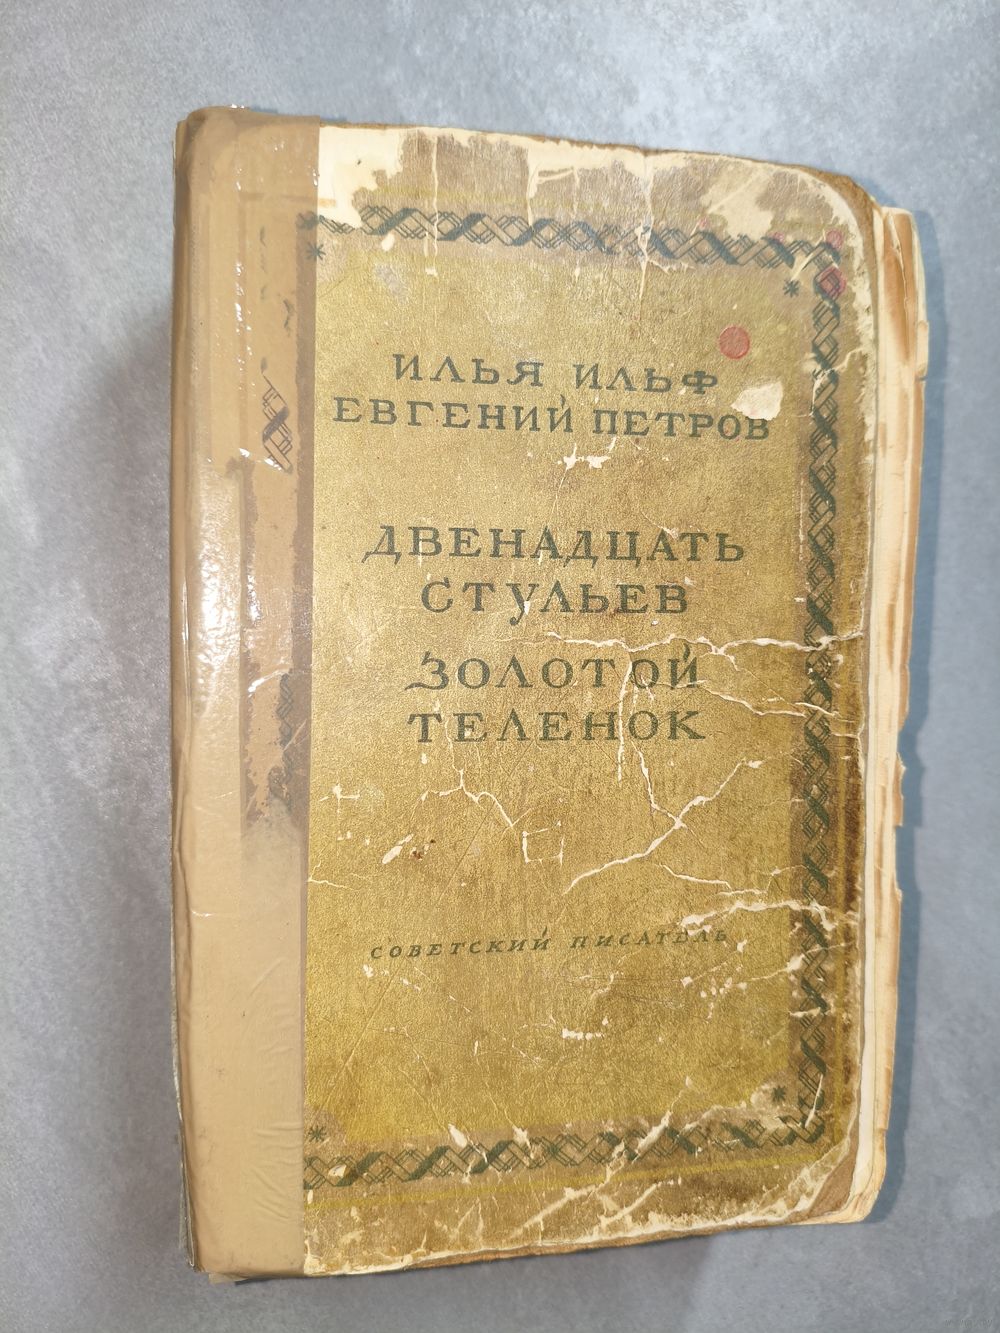 ИЛЬЯ ИЛЬФ
ЕВГЕНИЙ ПЕТРОВ
ДВЕНАДЦАТЬ
СТУЛЬЕВ
ЗОЛОТОЙ
ТЕЛЕНОК
СОВЕТСКИЙ ПИСАТЕЛЬ